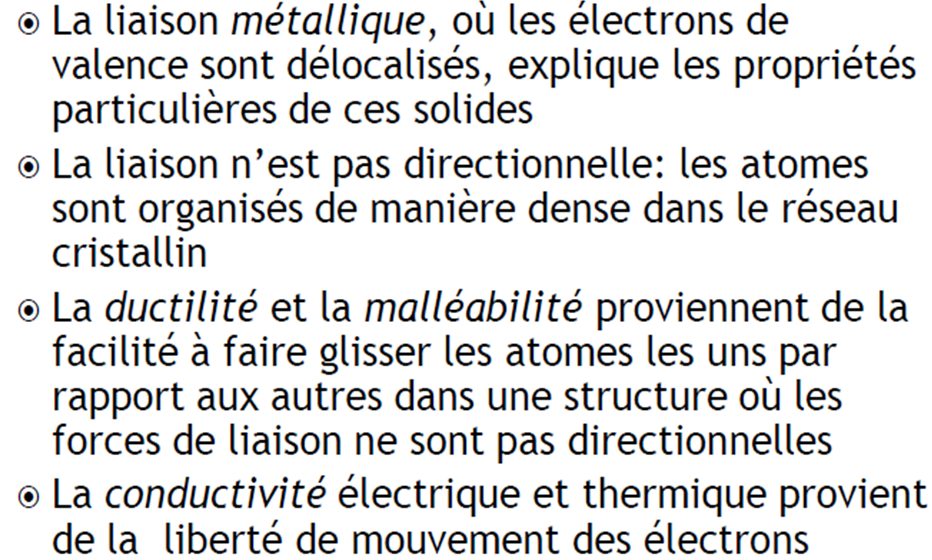 La liaison métallique, où les électrons de
valence sont délocalisés, explique les propriétés
particulières de ces solides
La liaison n’est pas directionnelle: les atomes
sont organisés de manière dense dans le réseau
cristallin
La ductilité et la malléabilité proviennent de la
facilité à faire glisser les atomes les uns par
rapport aux autres dans une structure où les
forces de liaison ne sont pas directionnelles
La conductivité électrique et thermique provient
de la liberté de mouvement des électrons